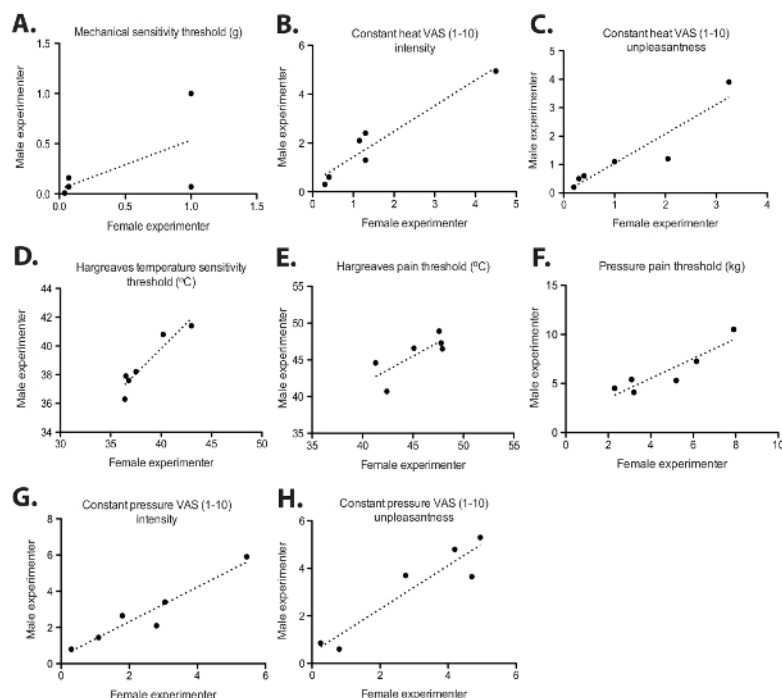 A.
Mechanical sensitivity threshold (g)
Male experimenter
1.5
1.0
0.5
0.0
0.0 0.5 1.0 1.5
Female experimenter
B.
Constant heat VAS (1-10)
intensity
Male experimenter
6
4
2
0
0 1 2 3 4 5
Female experimenter
C.
Constant heat VAS (1-10)
unpleasantness
Male experimenter
5
4
3
2
1
0
0 1 2 3 4
Female experimenter
D.
Hargreaves temperature sensitivity
threshold (ºC)
Male experimenter
44
42
40
38
36
34
30 35 40 45 50
Female experimenter
E.
Hargreaves pain threshold (ºC)
Male experimenter
55
50
45
40
35
35 40 45 50 55
Female experimenter
F.
Pressure pain threshold (kg)
Male experimenter
15
10
5
0
0 2 4 6 8 10
Female experimenter
G.
Constant pressure VAS (1-10)
intensity
Male experimenter
8
6
4
2
0
0 2 4 6
Female experimenter
H.
Constant pressure VAS (1-10)
unpleasantness
Male experimenter
6
4
2
0
0 2 4 6
Female experimenter